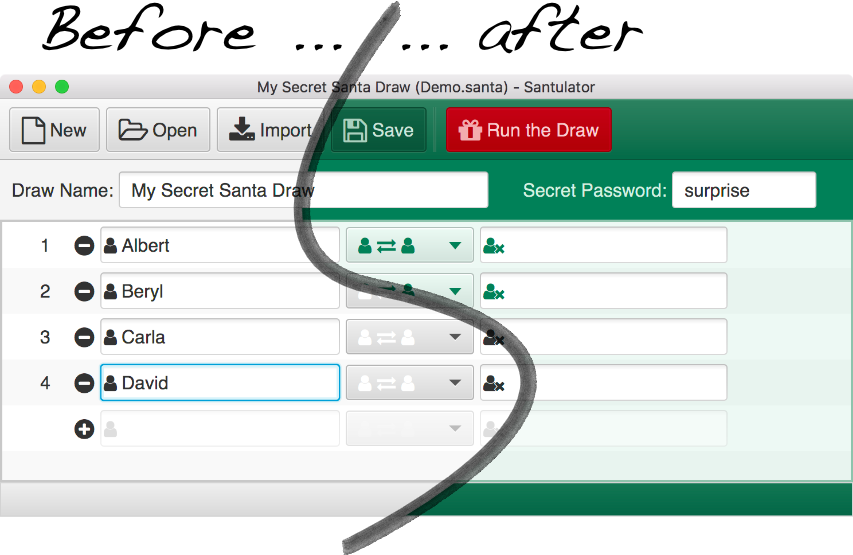 Before ... ... after
My Secret Santa Draw (Demo.santa) - Santulator
New Open Import Save Run the Draw
Draw Name: My Secret Santa Draw Secret Password: surprise
1 Albert
2 Beryl
3 Carla
4 David